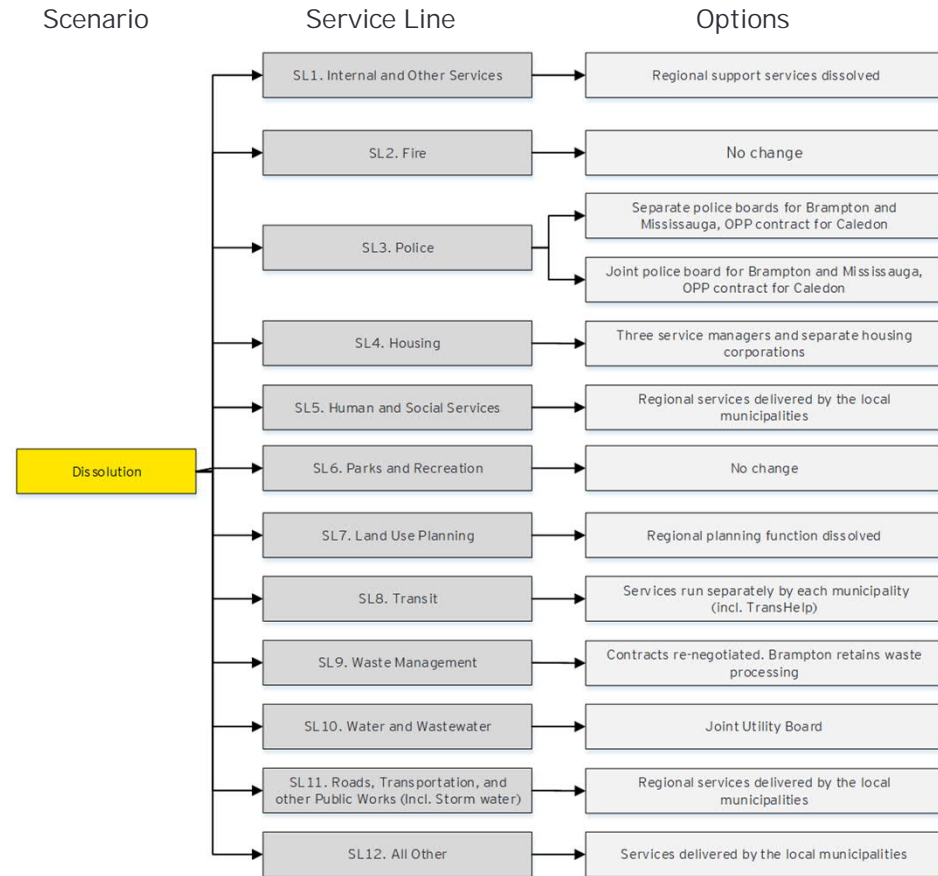 Scenario
Service Line
Options
SL1. Internal and Other Services
Regional support services dissolved
SL2. Fire
No change
SL3. Police
Separate police boards for Brampton and
Mississauga, OPP contract for Caledon
Joint police board for Brampton and Mississauga,
OPP contract for Caledon
SL4. Housing
Three service managers and separate housing
corporations
SL5. Human and Social Services
Regional services delivered by the local
municipalities
Dissolution
SL6. Parks and Recreation
No change
SL7. Land Use Planning
Regional planning function dissolved
SL8. Transit
Services run separately by each municipality
(incl. TransHelp)
SL9. Waste Management
Contracts re-negotiated. Brampton retains waste
processing
SL10. Water and Wastewater
Joint Utility Board
SL11. Roads, Transportation, and
other Public Works (Incl. Storm water)
Regional services delivered by the local
municipalities
SL12. All Other
Services delivered by the local municipalities